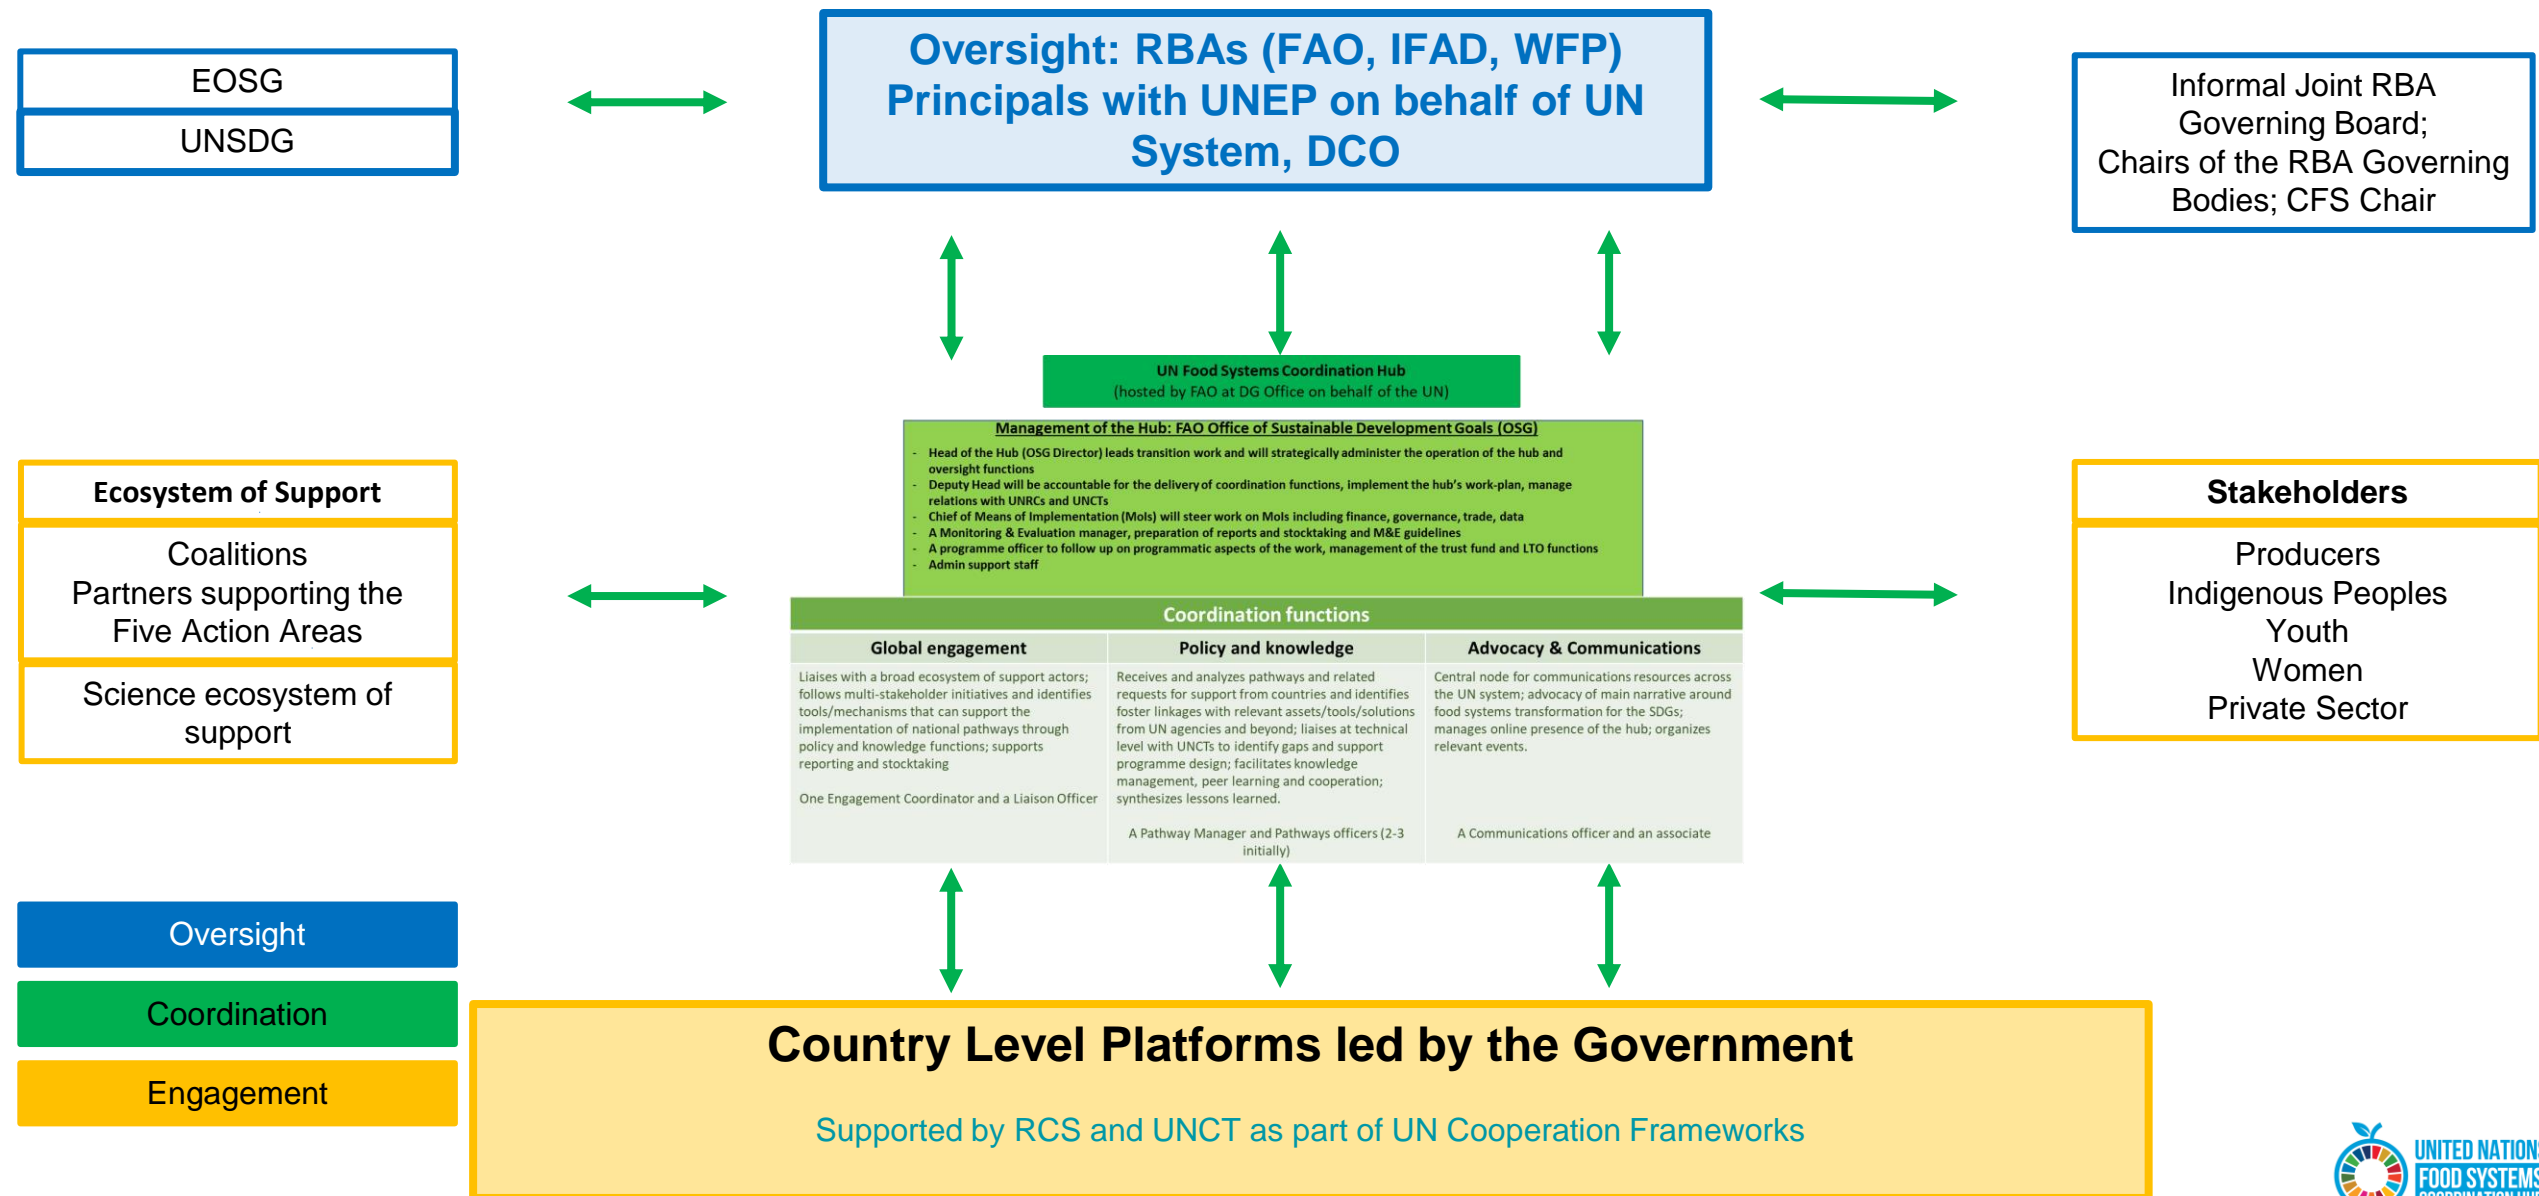 EOSG
UNSDG
Oversight: RBAs (FAO, IFAD, WFP)
Principals with UNEP on behalf of UN
System, DCO
Informal Joint RBA
Governing Board;
Chairs of the RBA Governing
Bodies; CFS Chair
UN Food Systems Coordination Hub
(hosted by FAO at DG Office on behalf of the UN)
Management of the Hub: FAO Office of Sustainable Development Goals (OSG)
- Head of the Hub (OSG Director) leads transition work and will strategically administer the operation of the hub and
oversight functions
- Deputy Head will be accountable for the delivery of coordination functions, implement the hub's work-plan, manage
relations with UNRCs and UNCTs
- Chief of Means of Implementation (MoIs) will steer work on MoIs including finance, governance, trade, data
- A Monitoring & Evaluation manager, preparation of reports and stocktaking and M&E guidelines
- A programme officer to follow up on programmatic aspects of the work, management of the trust fund and LTO functions
- Admin support staff
Ecosystem of Support
Coalitions
Partners supporting the
Five Action Areas
Science ecosystem of
support
Stakeholders
Producers
Indigenous Peoples
Youth
Women
Private Sector
Coordination functions
Global engagement
Liaises with a broad ecosystem of support actors;
follows multi-stakeholder initiatives and identifies
tools/mechanisms that can support the
implementation of national pathways through
policy and knowledge functions; supports
reporting and stocktaking
One Engagement Coordinator and a Liaison Officer
Policy and knowledge
Receives and analyzes pathways and related
requests for support from countries and identifies
foster linkages with relevant assets/tools/solutions
from UN agencies and beyond; liaises at technical
level with UNCTs to identify gaps and support
programme design; facilitates knowledge
management, peer learning and cooperation;
synthesizes lessons learned.
A Pathway Manager and Pathways officers (2-3
initially)
Advocacy & Communications
Central node for communications resources across
the UN system; advocacy of main narrative around
food systems transformation for the SDGs;
manages online presence of the hub; organizes
relevant events.
A Communications officer and an associate
Oversight
Coordination
Engagement
Country Level Platforms led by the Government
Supported by RCS and UNCT as part of UN Cooperation Frameworks
UNITED NATIONS
FOOD SYSTEMS